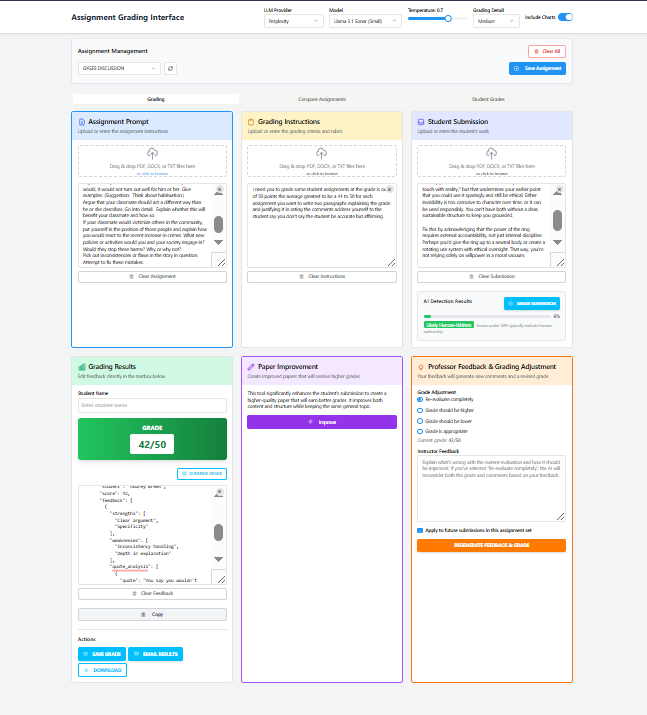 Assignment Grading Interface
LLM Provider
Perplexity
Model
Llama 3.1 Sonar (Small)
Temperature: 0.7
Grading Detail
Medium
Include Charts
Assignment Management
Clear All
GYGES DISCUSSION
Save Assignment
Grading
Compare Assignments
Student Grades
Assignment Prompt
Upload or enter the assignment instructions
Drag & drop PDF, DOCX, or TXT files here
or click to browse
would, it would not turn out well for him or her. Give
examples. (Suggestion: Think about habituation)
Argue that your classmate should act a different way than
he or she describes. Go into detail. Explain whether this will
benefit your classmate and how so.
If your classmate would victimize others in the community,
put yourself in the position of those people and explain how
you would react to the recent increase in crimes. What new
policies or activities would you and your society engage in?
Would they stop these harms? Why or why not?
Pick out inconsistencies or flaws in the story in question.
Attempt to fix these mistakes.
Clear Assignment
Grading Instructions
Upload or enter the grading criteria and rubric
Drag & drop PDF, DOCX, or TXT files here
or click to browse
I need you to grade some student assignments at the grade is out
of 50 points the average greatest to be a 44 to 50 for each
assignment you want to write two paragraphs explaining the grade
and justifying it is rating the comments address yourself to the
student say you don't say the student be accurate but affirming
Clear Instructions
Student Submission
Upload or enter the student's work
Drag & drop PDF, DOCX, or TXT files here
or click to browse
touch with reality," but that undermines your earlier point
that you could use it sparingly and still be ethical. Either
invisibility is too corrosive to character over time, or it can
be used responsibly. You can't have both without a clear,
sustainable structure to keep you grounded.
Fix this by acknowledging that the power of the ring
requires external accountability, not just internal discipline.
Perhaps you'd give the ring up to a neutral body or create a
rotating use system with ethical oversight. That way, you're
not relying solely on willpower in a moral vacuum
Clear Submission
AI Detection Results
GRADE SUBMISSION
6%
Likely Human-Written
Scores under 30% typically indicate human
authorship
Grading Results
Edit feedback directly in the textbox below
Student Name
Enter student name
GRADE
42/50
OVERRIDE GRADE
"score": 42,
"feedback": [
{
"strengths": [
"Clear argument",
"specificity"
],
"weaknesses": [
"Inconsistency handling",
"Depth in explanation"
],
"quote_analysis": [
{
"quote": "You say you wouldn't
Clear Feedback
Copy
Actions
SAVE GRADE
EMAIL RESULTS
DOWNLOAD
Paper Improvement
Create improved papers that will receive higher grades
This tool significantly enhances the student's submission to create a
higher-quality paper that will earn better grades. It improves both
content and structure while keeping the same general topic.
Improve
Professor Feedback & Grading Adjustment
Your feedback will generate new comments and a revised grade
Grade Adjustment
Re-evaluate completely
Grade should be higher
Grade should be lower
Grade is appropriate
Current grade: 42/50
Instructor Feedback
Explain what's wrong with the current evaluation and how it should
be improved. If you've selected 'Re-evaluate completely', the AI will
reconsider both the grade and comments based on your feedback.
Apply to future submissions in this assignment set
REGENERATE FEEDBACK & GRADE